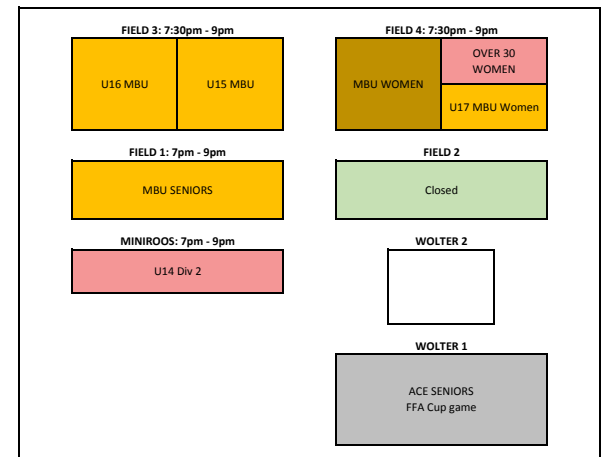 FIELD 3: 7:30pm - 9pm
FIELD 4: 7:30pm - 9pm
U16 MBU
U15 MBU
MBU WOMEN
OVER 30
WOMEN
U17 MBU Women
FIELD 1: 7pm - 9pm
FIELD 2
MBU SENIORS
Closed
MINIROOS: 7pm - 9pm
WOLTER 2
U14 Div 2
WOLTER 1
ACE SENIORS
FFA Cup game